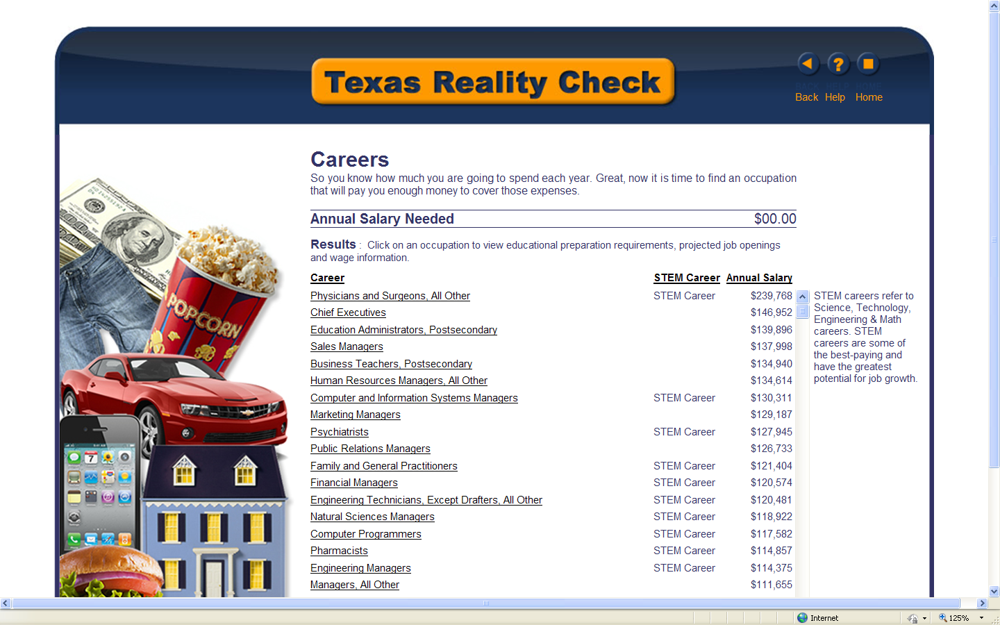 Texas Reality Check
Back Help Home
Careers
So you know how much you are going to spend each year. Great, now it is time to find an occupation
that will pay you enough money to cover those expenses.
Annual Salary Needed $00.00
Results : Click on an occupation to view educational preparation requirements, projected job openings
and wage information.
Career STEM Career Annual Salary
Physicians and Surgeons, All Other STEM Career $239,768
Chief Executives $146,952
Education Administrators, Postsecondary $139,896
Sales Managers $137,998
Business Teachers, Postsecondary $134,940
Human Resources Managers, All Other $134,614
Computer and Information Systems Managers STEM Career $130,311
Marketing Managers $129,187
Psychiatrists STEM Career $127,945
Public Relations Managers $126,733
Family and General Practitioners STEM Career $121,404
Financial Managers STEM Career $120,574
Engineering Technicians, Except Drafters, All Other STEM Career $120,481
Natural Sciences Managers STEM Career $118,922
Computer Programmers STEM Career $117,582
Pharmacists STEM Career $114,857
Engineering Managers STEM Career $114,375
Managers, All Other $111,655
STEM careers refer to
Science, Technology,
Engineering & Math
careers. STEM
careers are some of
the best-paying and
have the greatest
potential for job growth.
POPCORN
100
7
Internet 125%